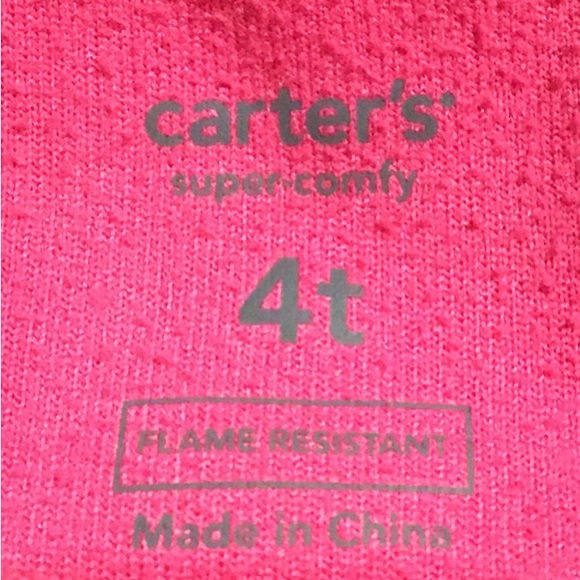 carter's
super-comfy
4t
FLAME RESISTANT
Made in China